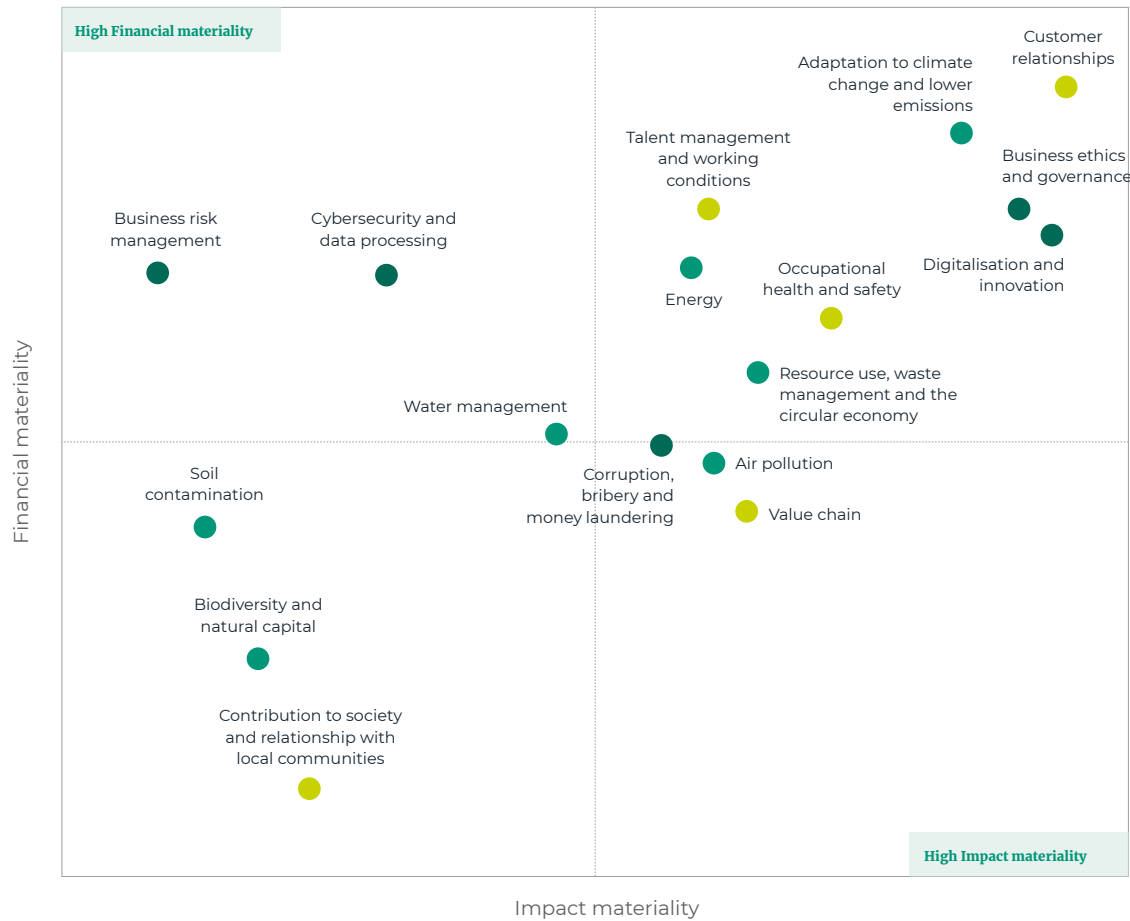 High Financial materiality
Customer
relationships
Adaptation to climate
change and lower
emissions
Talent management
and working
conditions
Business ethics
and governance
Business risk
management
Cybersecurity and
data processing
Digitalisation and
innovation
Occupational
health and safety
Energy
Resource use, waste
management and the
circular economy
Water management
Corruption,
bribery and
money laundering
Air pollution
Value chain
Soil
contamination
Biodiversity and
natural capital
Contribution to society
and relationship with
local communities
High Impact materiality
Financial materiality
Impact materiality